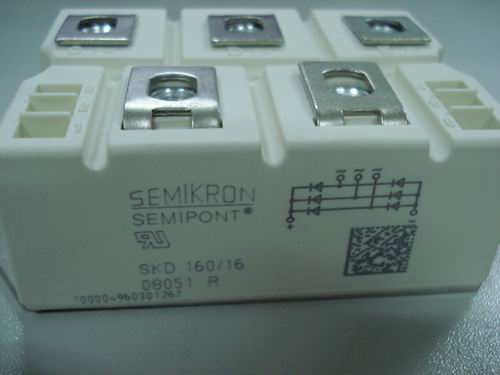 SEMIKRON
SEMIPONT®
SKD 160/16
08051 R
10000496030126?